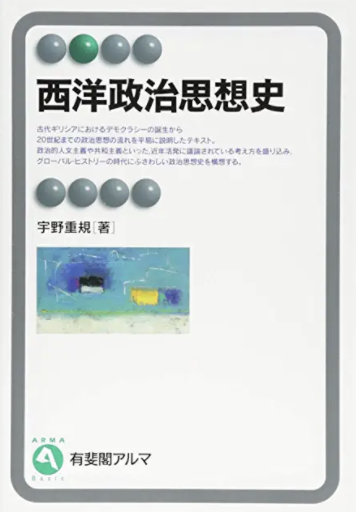 西洋政治思想史
古代ギリシアにおけるデモクラシーの誕生から
20世紀までの政治思想の流れを平易に説明したテキスト。
政治的人文主義や共和主義といった、近年活発に議論されている考え方を盛り込み、
グローバル・ヒストリーの時代にふさわしい政治思想史を構想する。
宇野重規[著]
ARMA
有斐閣アルマ
Basic